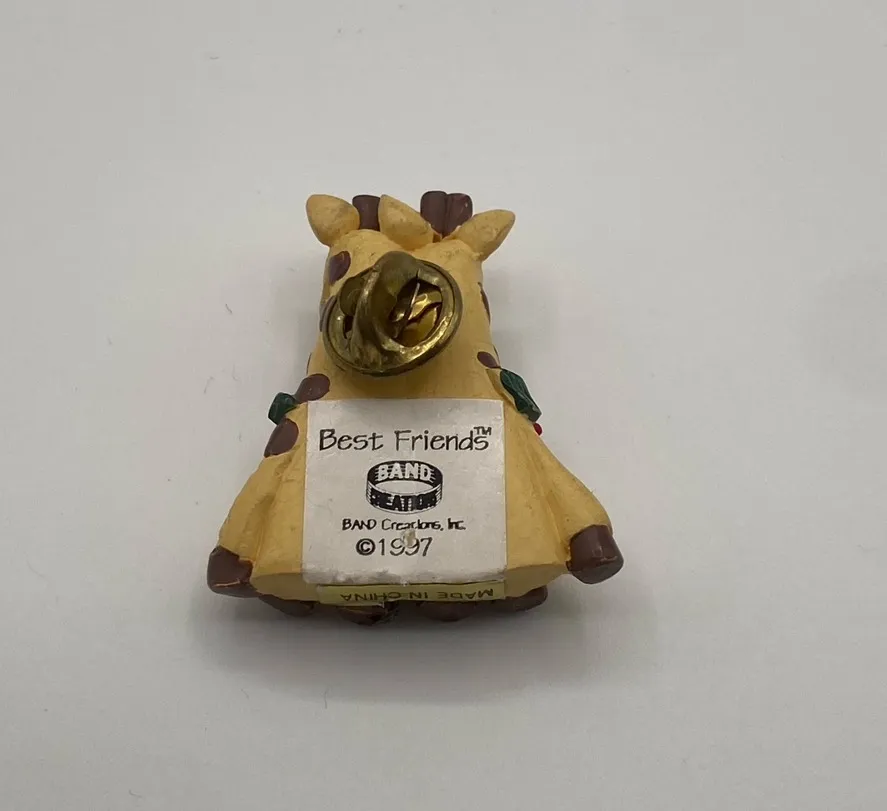 Best Friends™
BAND
CREATIONS
BAND Creations, Inc.
©1997
MADE IN CHINA